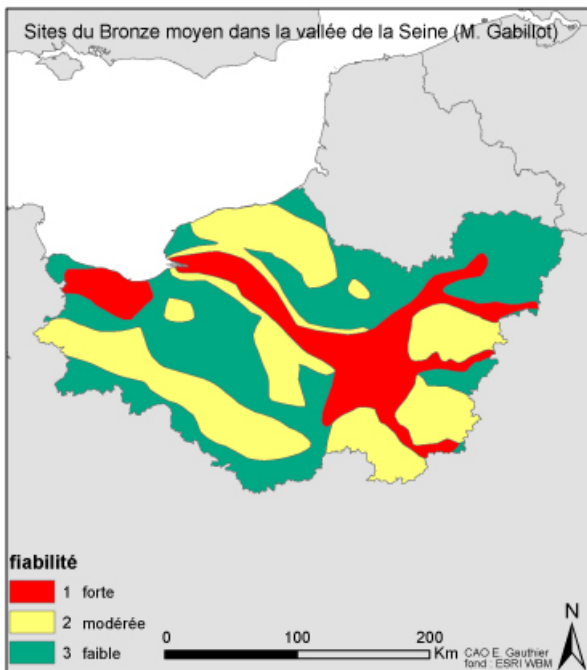 Sites du Bronze moyen dans la vallée de la Seine (M. Gabillot)
fiabilité
1 forte
2 modérée
3 faible
0 100 200
Km
CAO E. Gauthier
fond : ESRI WBM
N